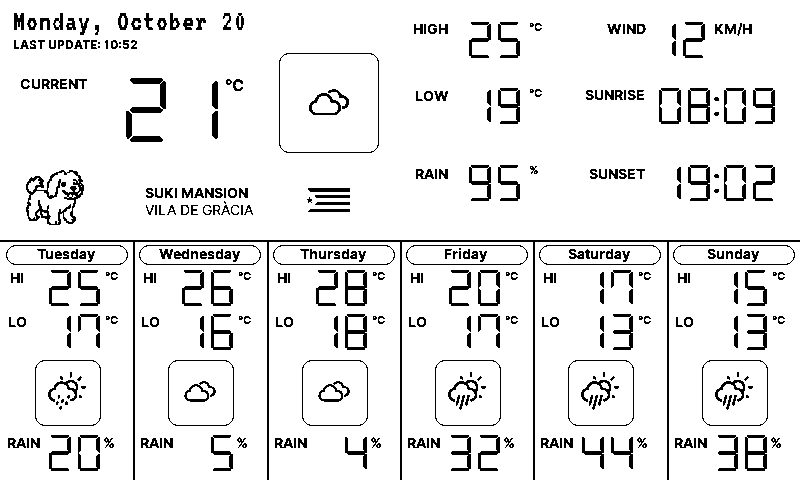 Monday, October 20
LAST UPDATE: 10:52
CURRENT 21 °C
SUKI MANSION
VILA DE GRÀCIA
HIGH 25 °C
LOW 19 °C
RAIN 95 %
WIND 12 KM/H
SUNRISE 08:09
SUNSET 19:02
Tuesday
HI 25 °C
LO 17 °C
RAIN 20 %
Wednesday
HI 26 °C
LO 16 °C
RAIN 5 %
Thursday
HI 28 °C
LO 18 °C
RAIN 4 %
Friday
HI 20 °C
LO 17 °C
RAIN 32 %
Saturday
HI 17 °C
LO 13 °C
RAIN 44 %
Sunday
HI 15 °C
LO 13 °C
RAIN 38 %